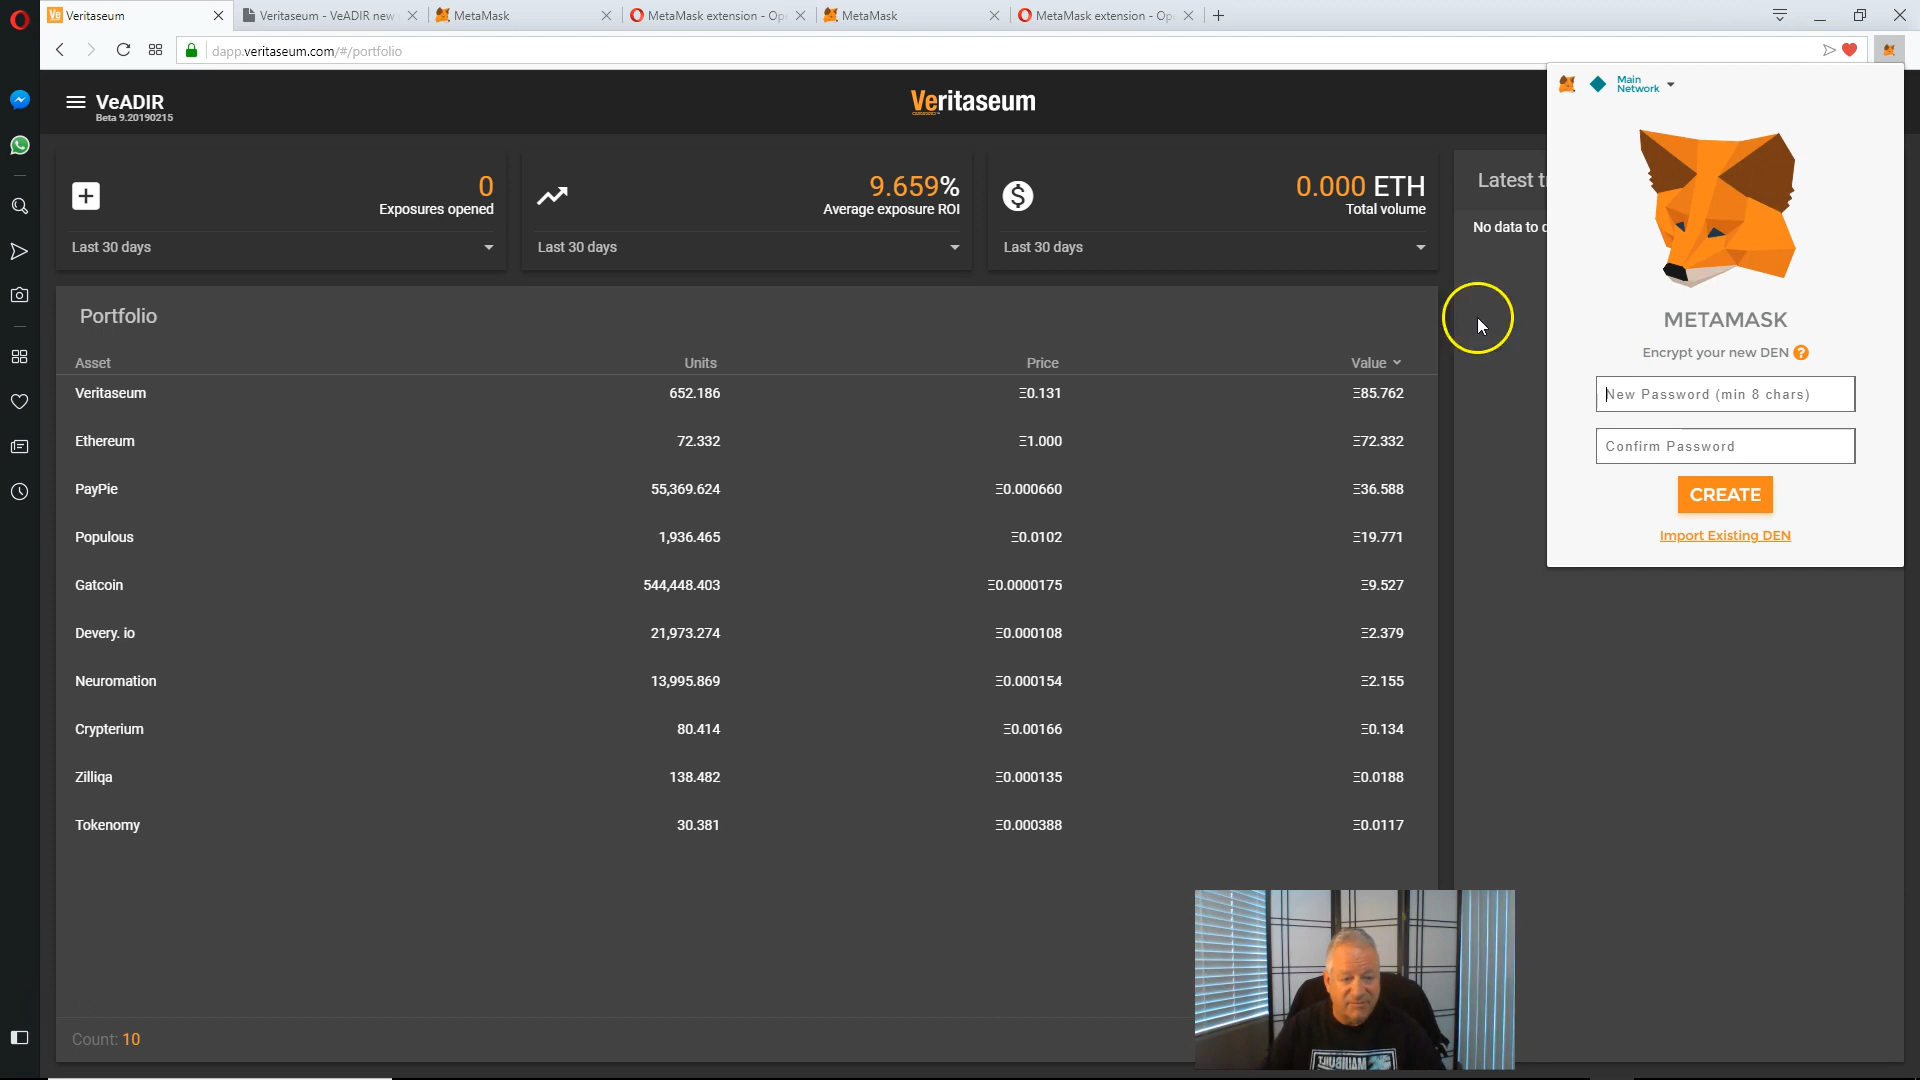 Veritaseum
Veritaseum - VeADIR new
MetaMask
MetaMask extension - Op
MetaMask
MetaMask extension - Op
dapp.veritaseum.com/#/portfolio
VeADIR
Beta 9.20190215
Veritaseum
0
Exposures opened
Last 30 days
9.659%
Average exposure ROI
Last 30 days
0.000 ETH
Total volume
Last 30 days
Latest t
No data to d
Portfolio
Asset Units Price Value
Veritaseum 652.186 Ξ0.131 Ξ85.762
Ethereum 72.332 Ξ1.000 Ξ72.332
PayPie 55,369.624 Ξ0.000660 Ξ36.588
Populous 1,936.465 Ξ0.0102 Ξ19.771
Gatcoin 544,448.403 Ξ0.0000175 Ξ9.527
Devery. io 21,973.274 Ξ0.000108 Ξ2.379
Neuromation 13,995.869 Ξ0.000154 Ξ2.155
Crypterium 80.414 Ξ0.00166 Ξ0.134
Zilliqa 138.482 Ξ0.000135 Ξ0.0188
Tokenomy 30.381 Ξ0.000388 Ξ0.0117
Count: 10
Main
Network
METAMASK
Encrypt your new DEN ?
New Password (min 8 chars)
Confirm Password
CREATE
Import Existing DEN